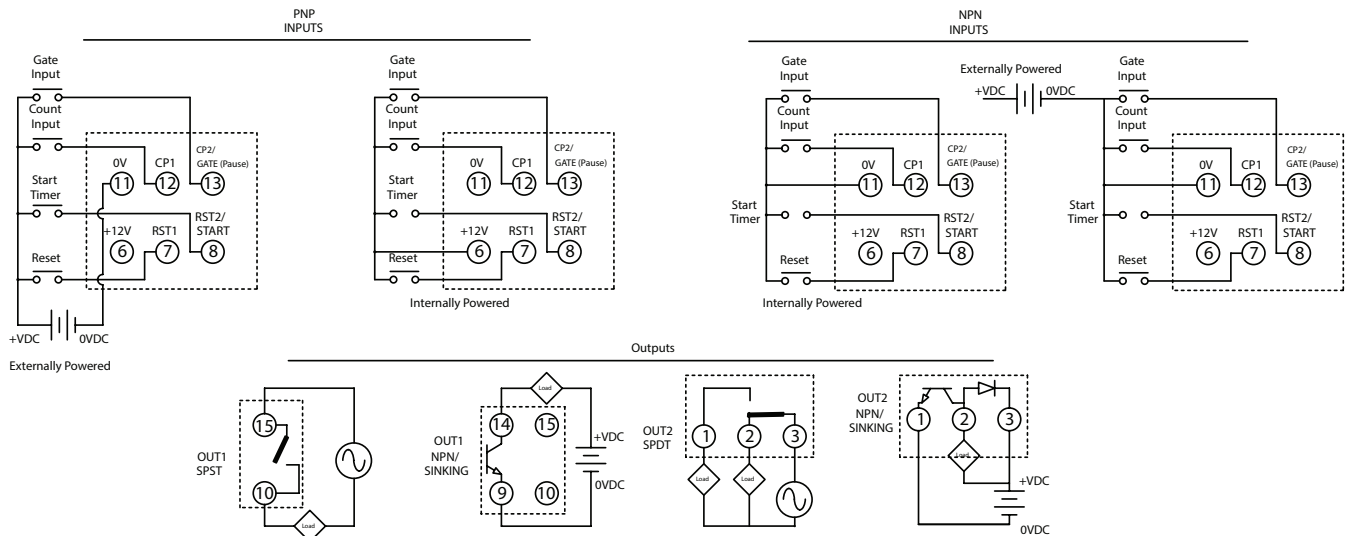 PNP
INPUTS
Gate
Input
Count
Input
0V
CP1
CP2/
GATE (Pause)
11
12
13
Start
Timer
+12V
RST1
RST2/
START
6
7
8
Reset
+VDC
0VDC
Externally Powered
Gate
Input
Count
Input
0V
CP1
CP2/
GATE (Pause)
11
12
13
Start
Timer
+12V
RST1
RST2/
START
6
7
8
Reset
Internally Powered
NPN
INPUTS
Gate
Input
Count
Input
0V
CP1
CP2/
GATE (Pause)
11
12
13
Start
Timer
+12V
RST1
RST2/
START
6
7
8
Reset
Internally Powered
Externally Powered
+VDC
0VDC
Gate
Input
Count
Input
0V
CP1
CP2/
GATE (Pause)
11
12
13
Start
Timer
+12V
RST1
RST2/
START
6
7
8
Reset
Outputs
OUT1
SPST
15
10
Load
OUT1
NPN/
SINKING
Load
14
15
9
10
+VDC
0VDC
OUT2
SPDT
1
2
3
Load
Load
OUT2
NPN/
SINKING
1
2
3
Load
+VDC
0VDC